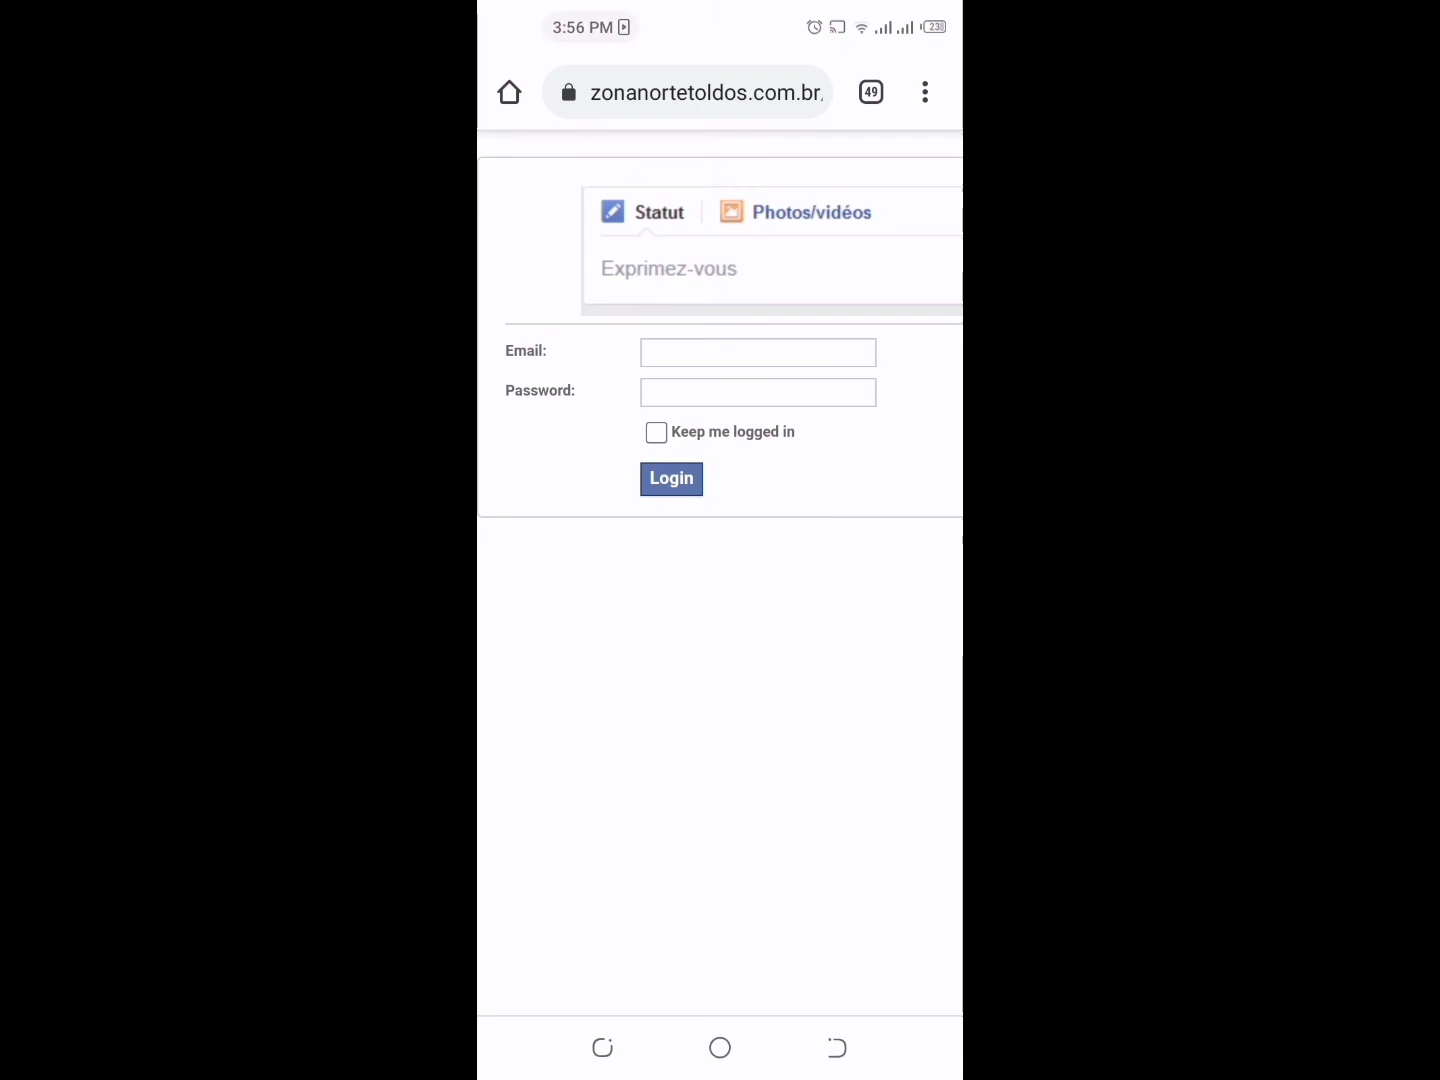 3:56 PM 23
zonanortetoldos.com.br 49
Statut Photos/vidéos
Exprimez-vous
Email:
Password:
Keep me logged in
Login